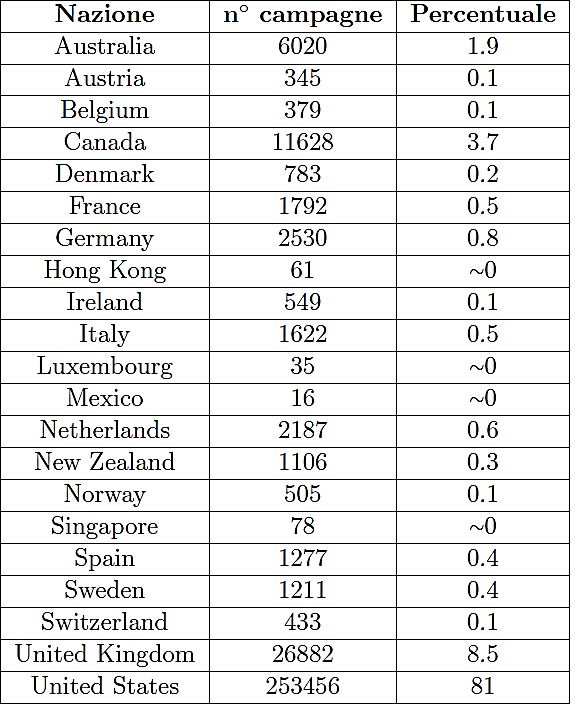 Nazione n° campagne Percentuale
Australia 6020 1.9
Austria 345 0.1
Belgium 379 0.1
Canada 11628 3.7
Denmark 783 0.2
France 1792 0.5
Germany 2530 0.8
Hong Kong 61 ~0
Ireland 549 0.1
Italy 1622 0.5
Luxembourg 35 ~0
Mexico 16 ~0
Netherlands 2187 0.6
New Zealand 1106 0.3
Norway 505 0.1
Singapore 78 ~0
Spain 1277 0.4
Sweden 1211 0.4
Switzerland 433 0.1
United Kingdom 26882 8.5
United States 253456 81